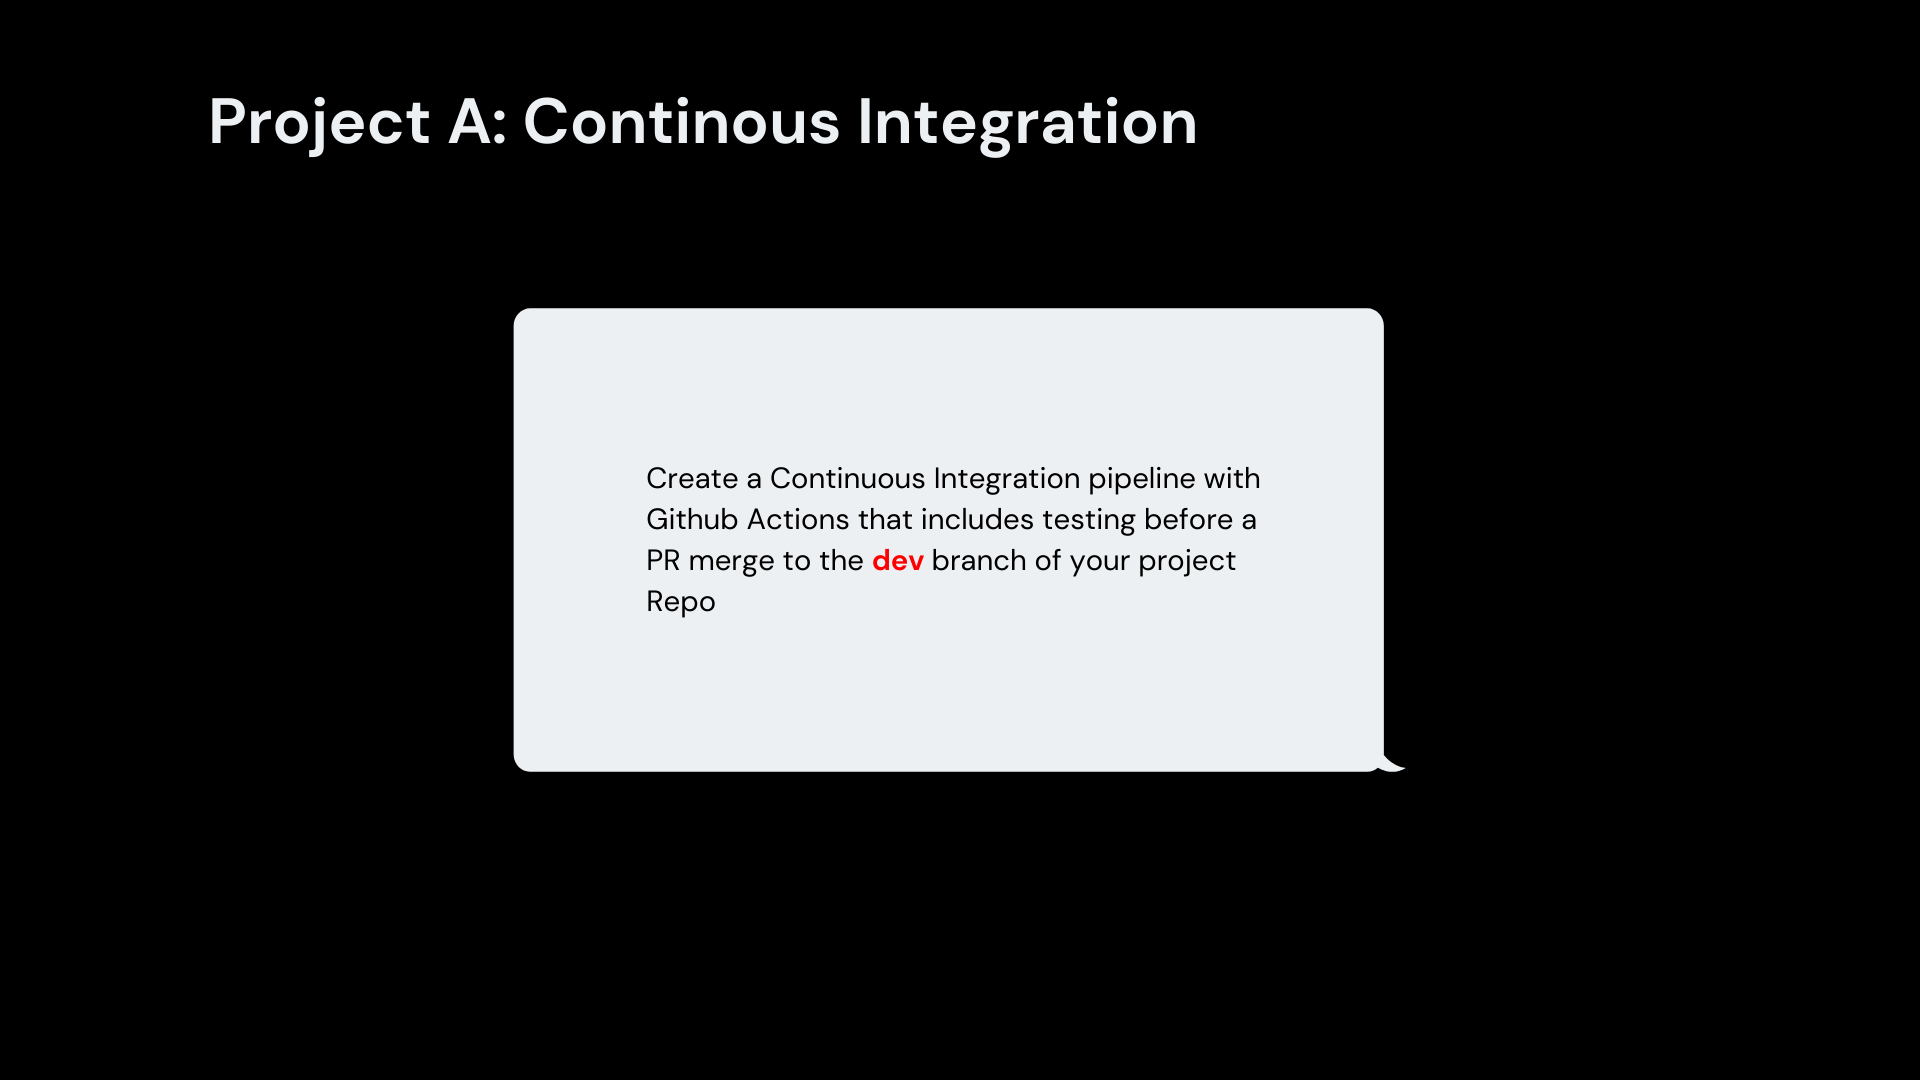 Project A: Continous Integration
Create a Continuous Integration pipeline with
Github Actions that includes testing before a
PR merge to the dev branch of your project
Repo